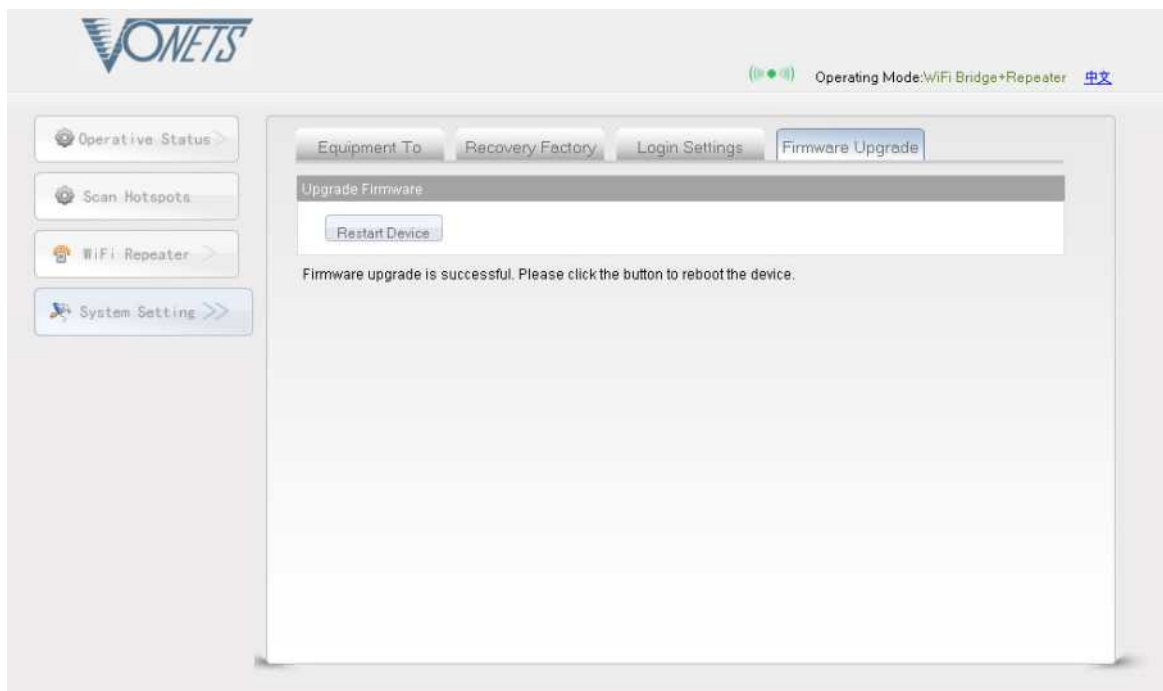 VONETS
Operating Mode:WiFi Bridge+Repeater 中文
Operative Status
Equipment To Recovery Factory Login Settings Firmware Upgrade
Scan Hotspots
Upgrade Firmware
Restart Device
WiFi Repeater
Firmware upgrade is successful. Please click the button to reboot the device.
System Setting